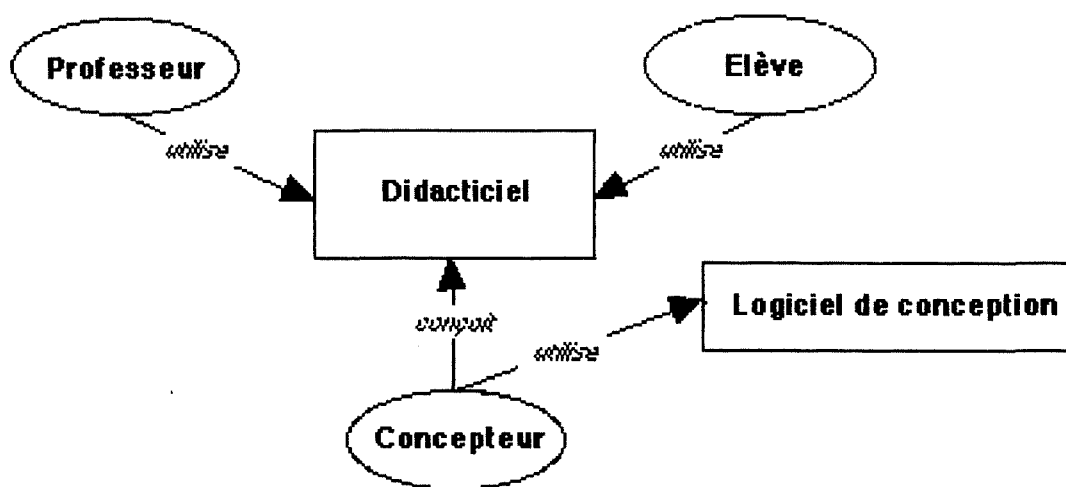 Professeur
Elève
utilise
utilise
Didacticiel
Logiciel de conception
conçoit
utilise
Concepteur